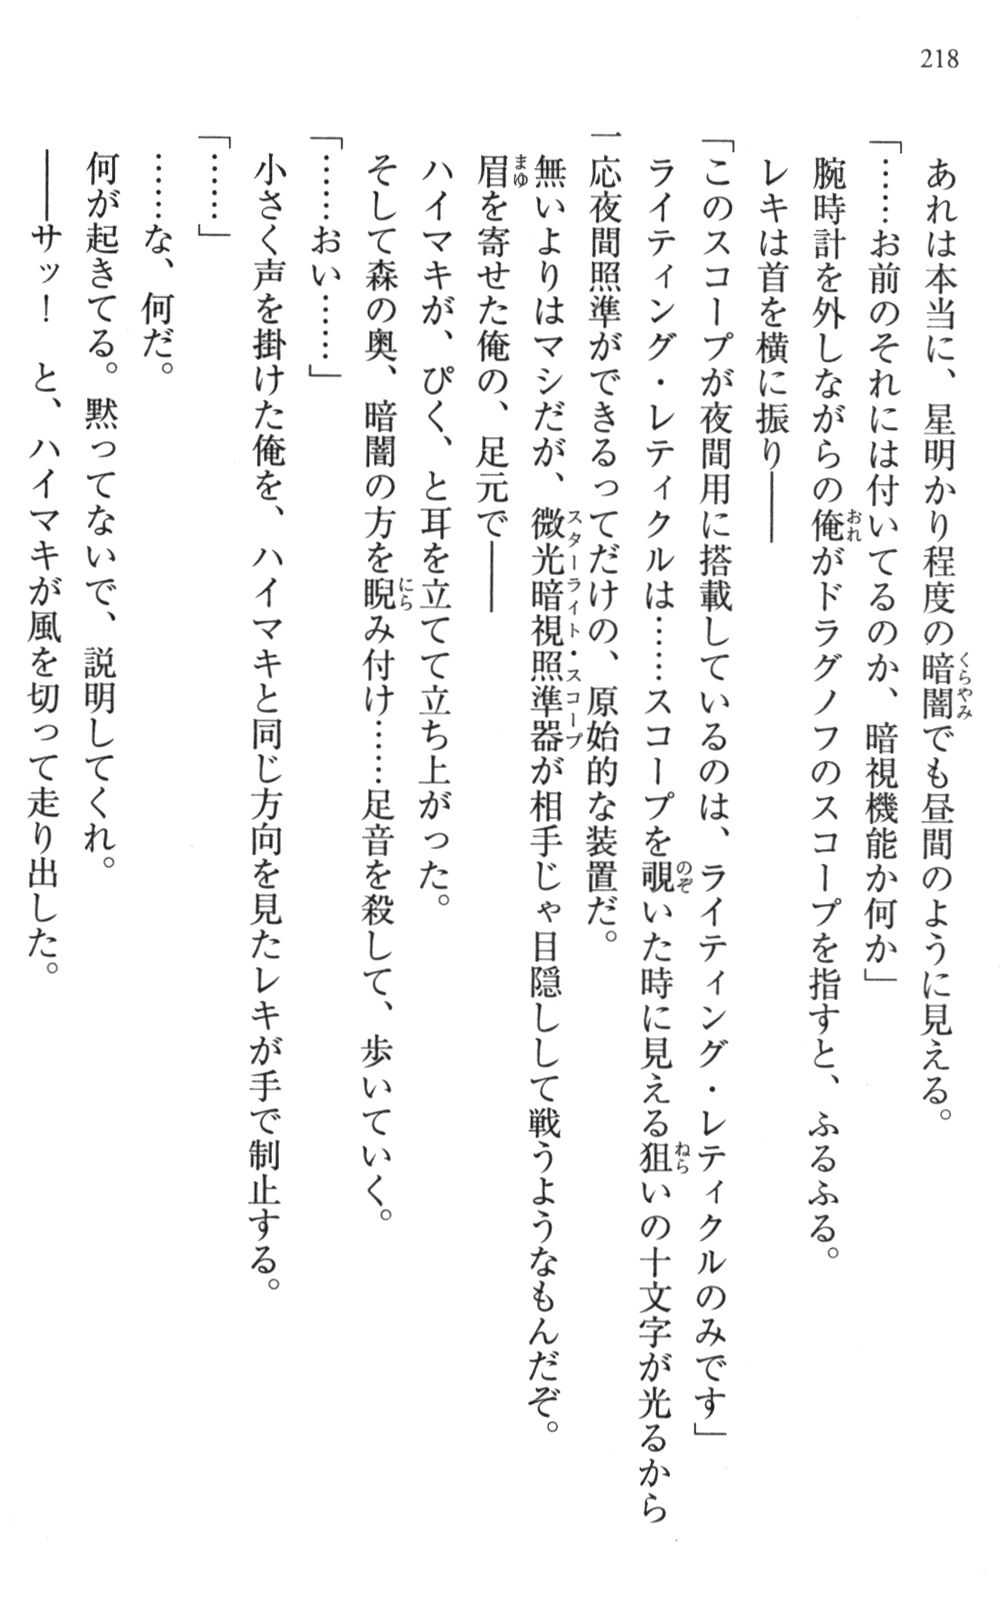 218
あれは本当に、星明かり程度の暗闇でも昼間のように見える。
「……お前のそれには付いてるのか、暗視機能か何か」
腕時計を外しながらの俺がドラグノフのスコープを指すと、ふるふる。
レキは首を横に振り――
「このスコープが夜間用に搭載しているのは、ライティング・レティクルのみです」
ライティング・レティクルは……スコープを覗いた時に見える狙いの十文字が光るから
一応夜間照準ができるってだけの、原始的な装置だ。
無いよりはマシだが、微光暗視照準器が相手じゃ目隠しして戦うようなもんだぞ。
眉を寄せた俺の、足元で――
ハイマキが、ぴく、と耳を立てて立ち上がった。
そして森の奥、暗闇の方を睨み付け……足音を殺して、歩いていく。
「……おい……」
小さく声を掛けた俺を、ハイマキと同じ方向を見たレキが手で制止する。
「……」
……な、何だ。
何が起きてる。黙ってないで、説明してくれ。
――サッ！　と、ハイマキが風を切って走り出した。